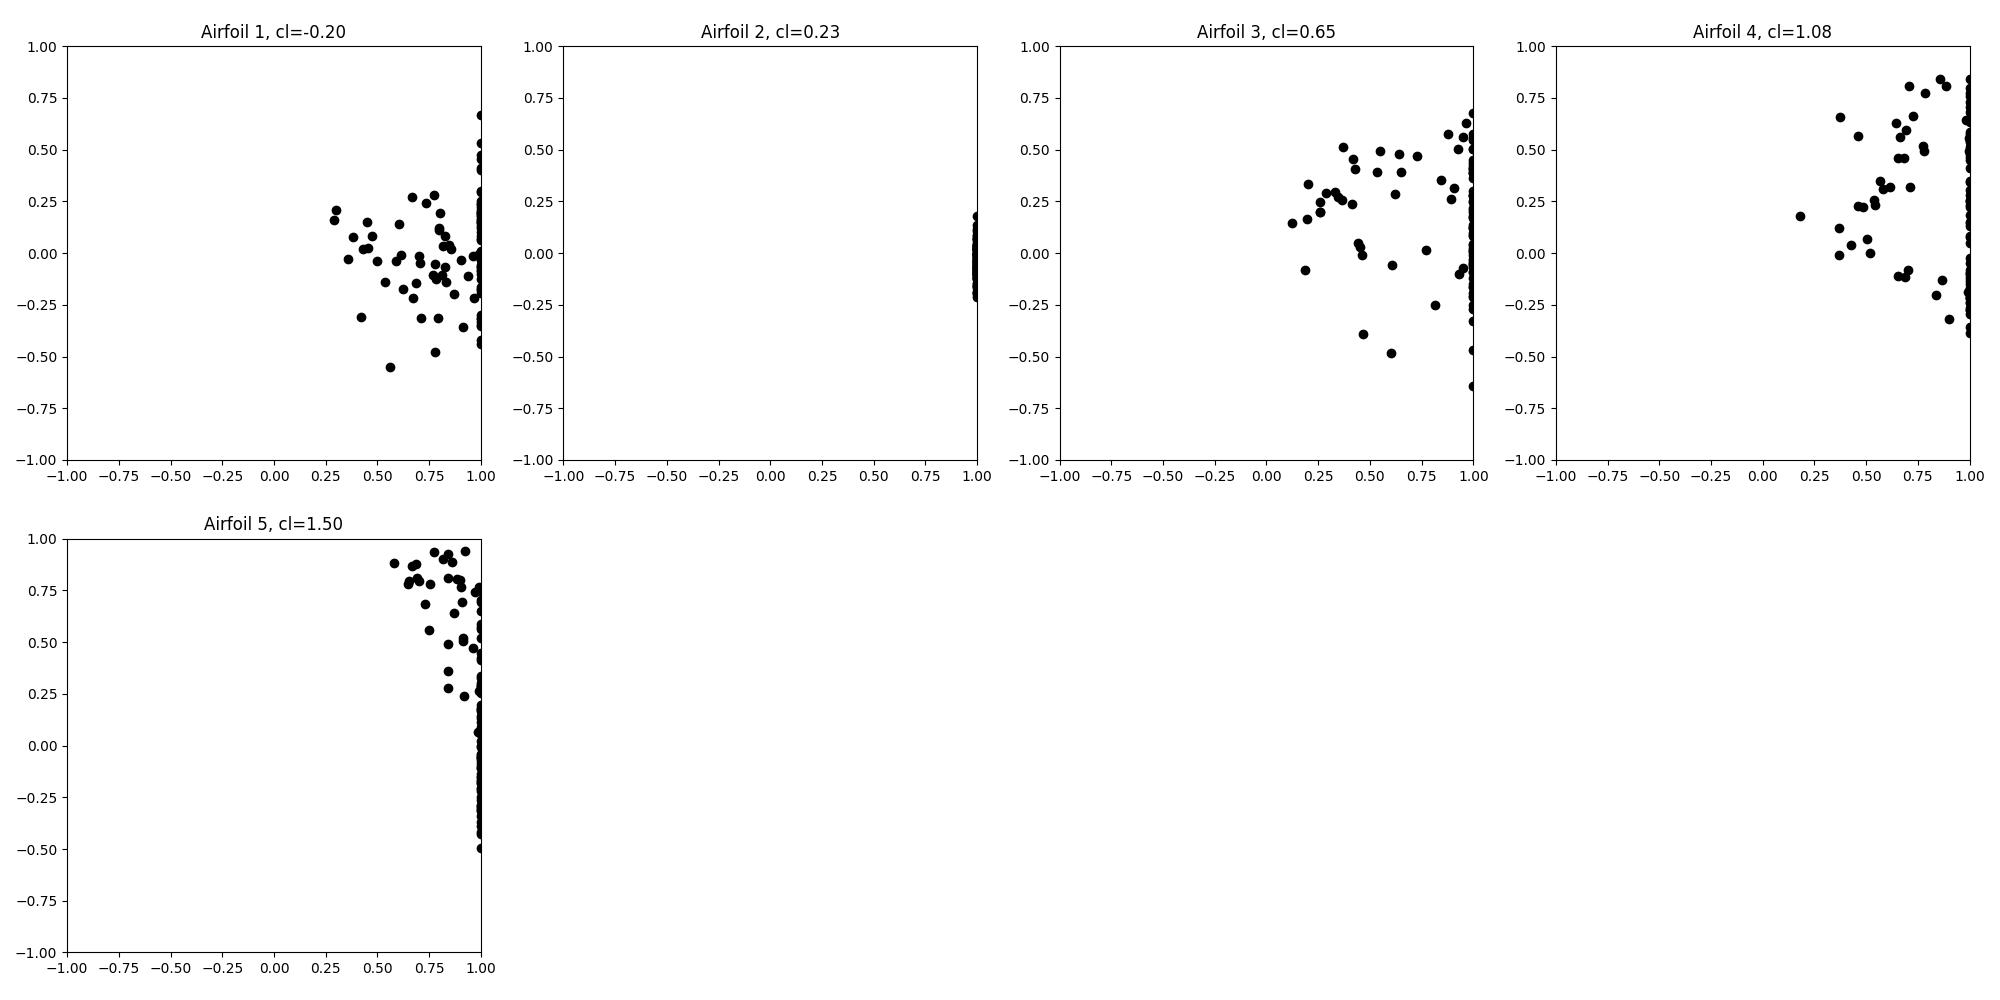 Airfoil 1, cl=-0.20
Airfoil 2, cl=0.23
Airfoil 3, cl=0.65
Airfoil 4, cl=1.08
1.00 1.00 1.00 1.00
0.75 0.75 0.75 0.75
0.50 0.50 0.50 0.50
0.25 0.25 0.25 0.25
0.00 0.00 0.00 0.00
−0.25 −0.25 −0.25 −0.25
−0.50 −0.50 −0.50 −0.50
−0.75 −0.75 −0.75 −0.75
−1.00 −1.00 −1.00 −1.00
−1.00 −0.75 −0.50 −0.25 0.00 0.25 0.50 0.75 1.00
−1.00 −0.75 −0.50 −0.25 0.00 0.25 0.50 0.75 1.00
−1.00 −0.75 −0.50 −0.25 0.00 0.25 0.50 0.75 1.00
−1.00 −0.75 −0.50 −0.25 0.00 0.25 0.50 0.75 1.00
Airfoil 5, cl=1.50
1.00
0.75
0.50
0.25
0.00
−0.25
−0.50
−0.75
−1.00
−1.00 −0.75 −0.50 −0.25 0.00 0.25 0.50 0.75 1.00